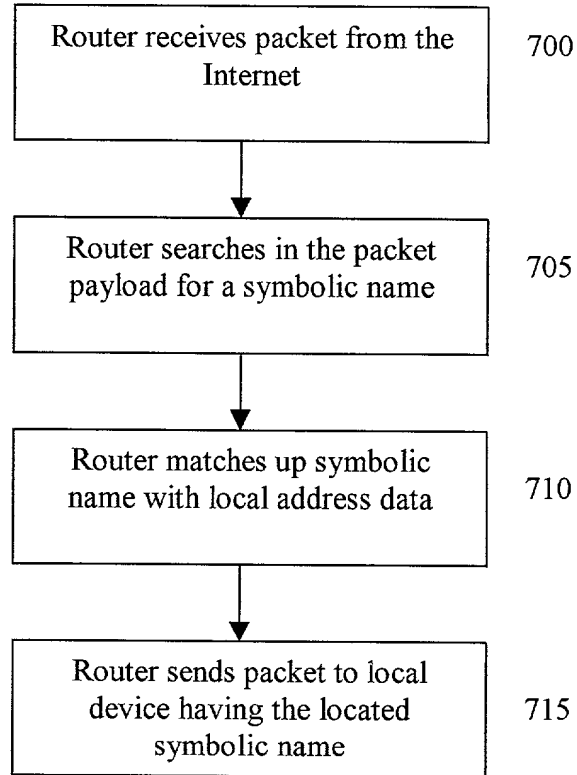 Router receives packet from the
Internet
700
Router searches in the packet
payload for a symbolic name
705
Router matches up symbolic
name with local address data
710
Router sends packet to local
device having the located
symbolic name
715